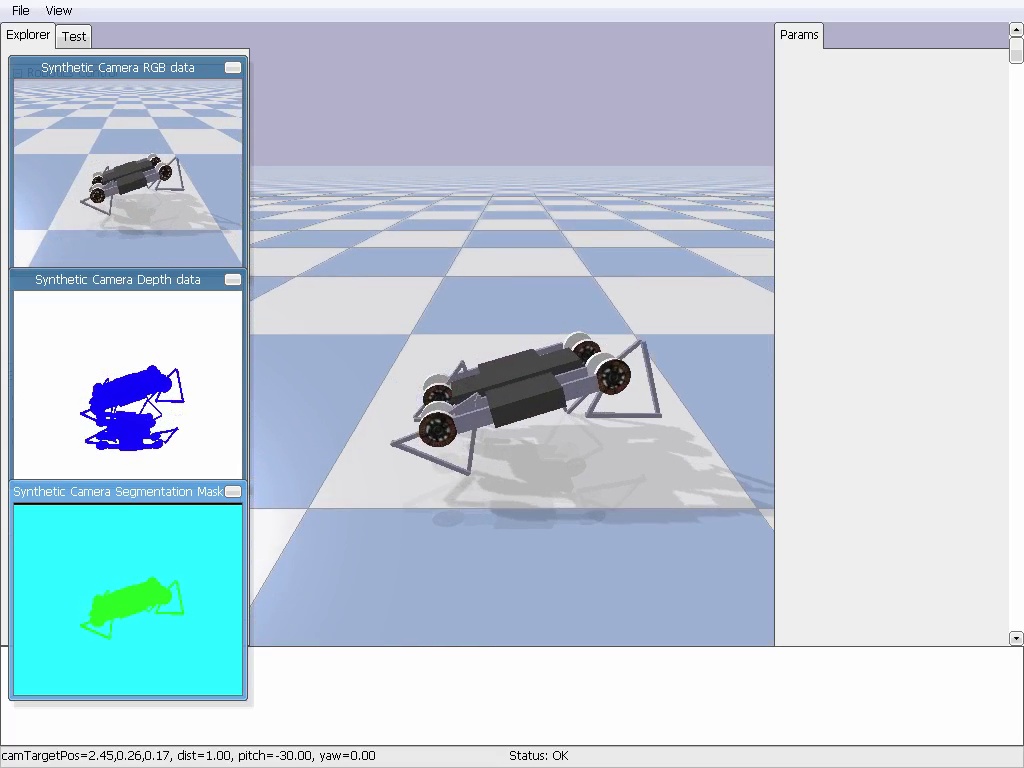 File View
Explorer Test
Params
Synthetic Camera RGB data
Synthetic Camera Depth data
Synthetic Camera Segmentation Mask
camTargetPos=2.45,0.26,0.17, dist=1.00, pitch=-30.00, yaw=0.00 Status: OK